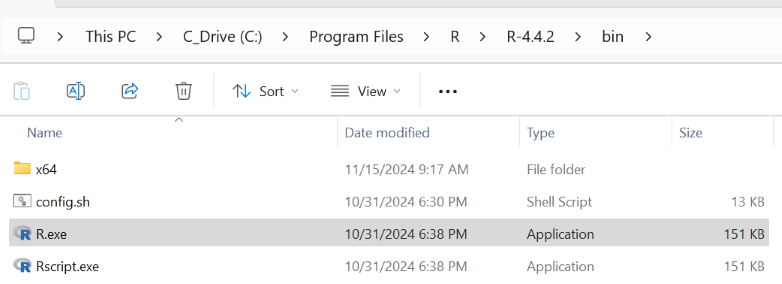 This PC > C_Drive (C:) > Program Files > R > R-4.4.2 > bin >
Sort View
Name Date modified Type Size
x64 11/15/2024 9:17 AM File folder
config.sh 10/31/2024 6:30 PM Shell Script 13 KB
R.exe 10/31/2024 6:38 PM Application 151 KB
Rscript.exe 10/31/2024 6:38 PM Application 151 KB